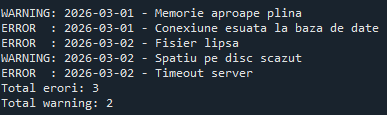 WARNING: 2026-03-01 - Memorie aproape plina
ERROR  : 2026-03-01 - Conexiune esuata la baza de date
ERROR  : 2026-03-02 - Fisier lipsa
WARNING: 2026-03-02 - Spatiu pe disc scazut
ERROR  : 2026-03-02 - Timeout server
Total erori: 3
Total warning: 2